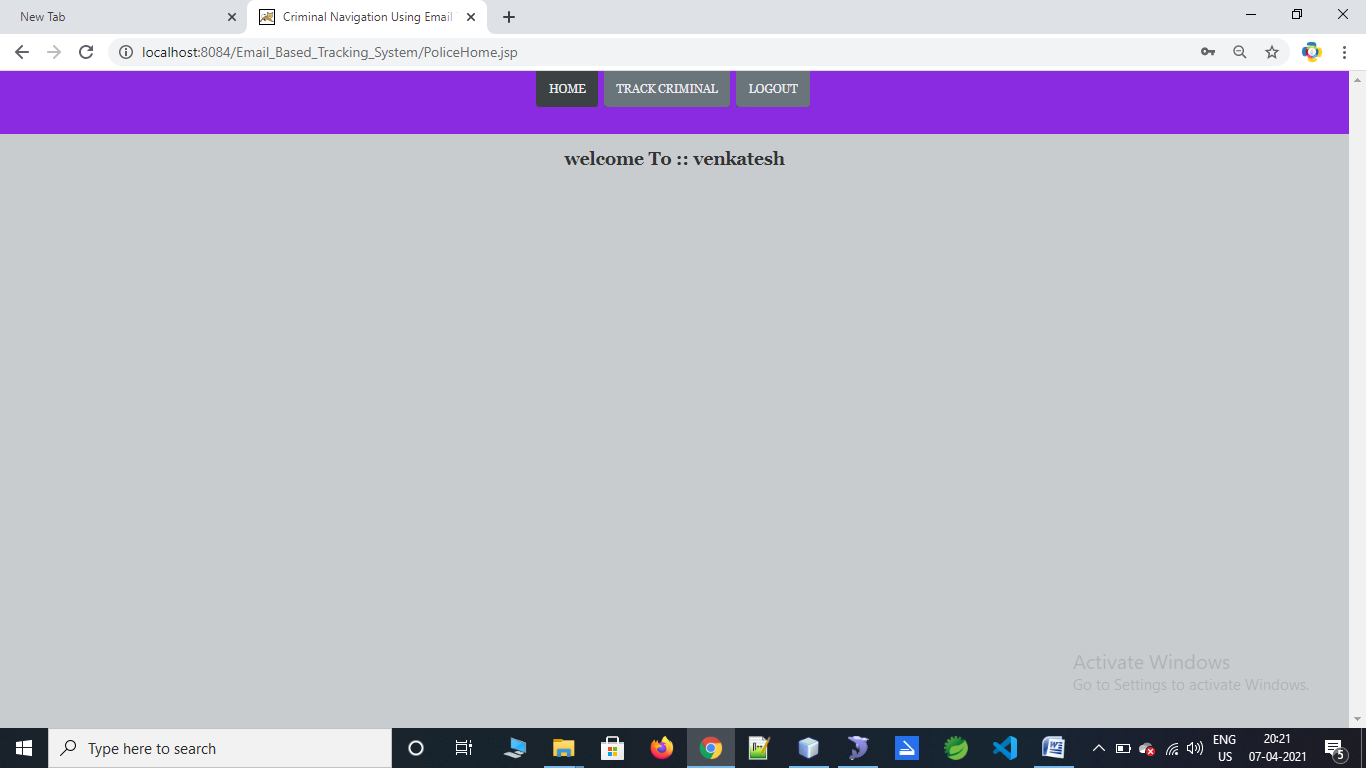 New Tab
Criminal Navigation Using Email
localhost:8084/Email_Based_Tracking_System/PoliceHome.jsp
HOME TRACK CRIMINAL LOGOUT
welcome To :: venkatesh
Activate Windows
Go to Settings to activate Windows.
Type here to search
ENG
US
20:21
07-04-2021
5